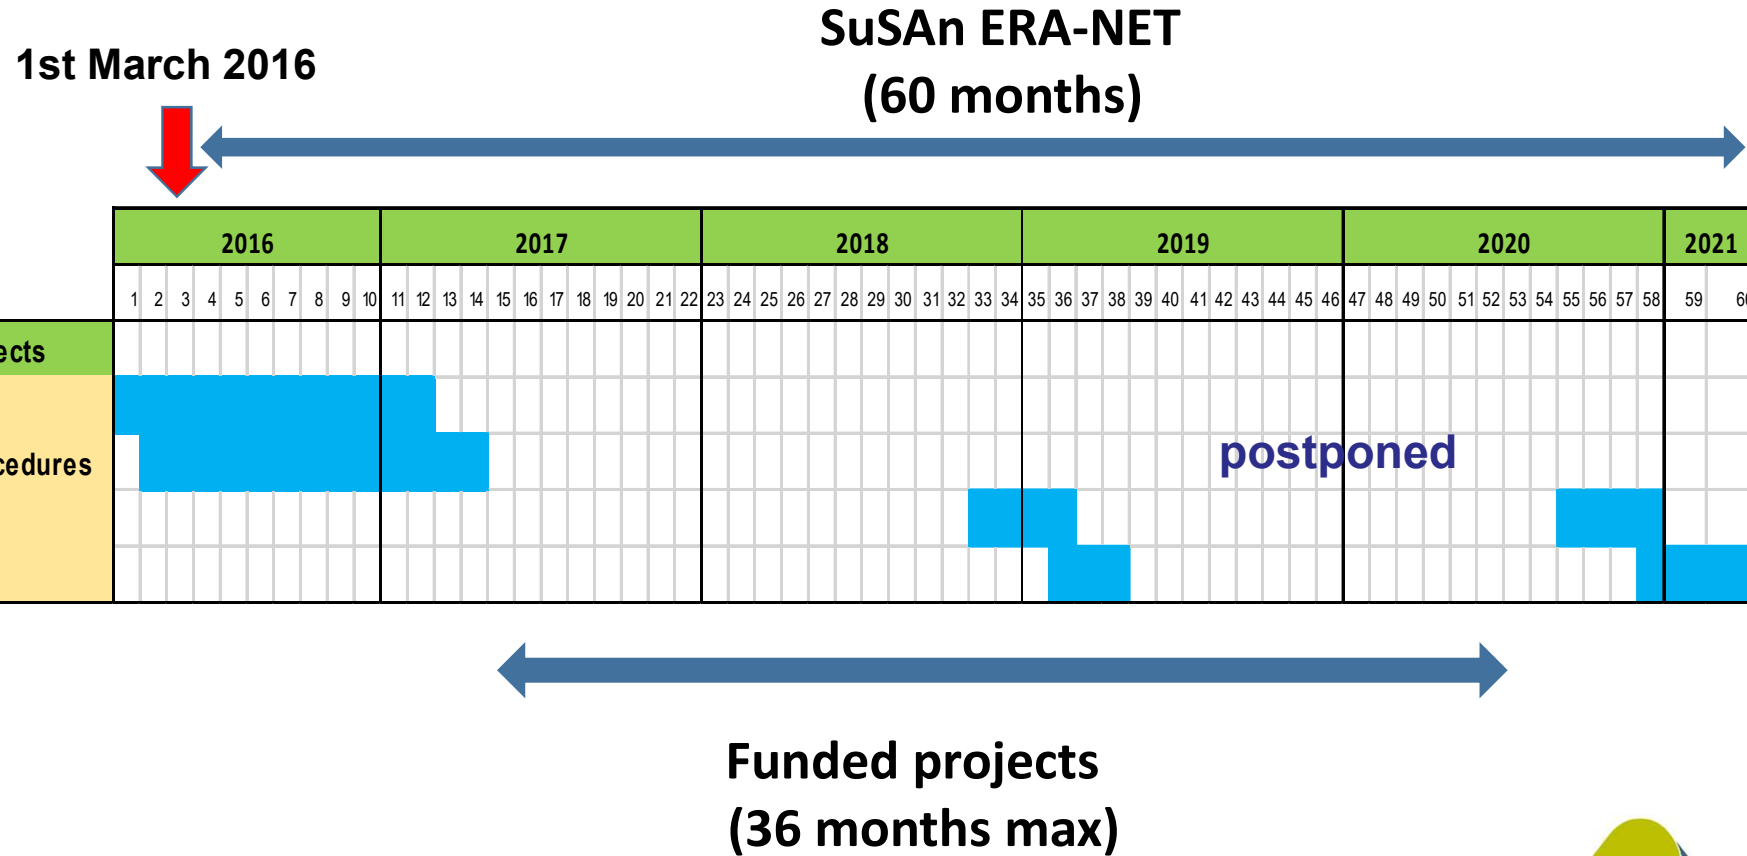 SuSAn ERA-NET
(60 months)
1st March 2016
2016 2017 2018 2019 2020 2021
1 2 3 4 5 6 7 8 9 10 11 12 13 14 15 16 17 18 19 20 21 22 23 24 25 26 27 28 29 30 31 32 33 34 35 36 37 38 39 40 41 42 43 44 45 46 47 48 49 50 51 52 53 54 55 56 57 58 59 6
ects
cedures
postponed
Funded projects
(36 months max)